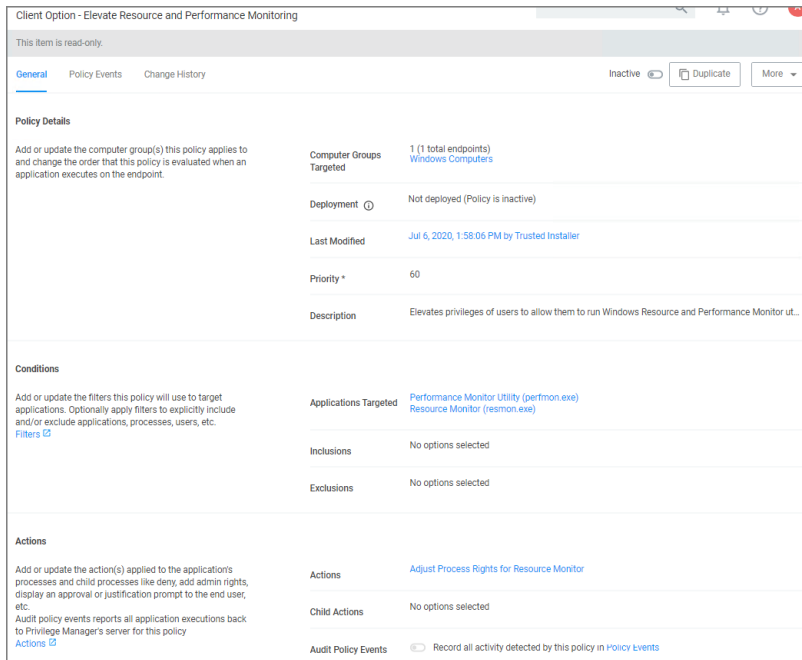 Client Option - Elevate Resource and Performance Monitoring
This item is read-only.
General Policy Events Change History Inactive Duplicate More
Policy Details
Add or update the computer group(s) this policy applies to
and change the order that this policy is evaluated when an
application executes on the endpoint.
Computer Groups
Targeted
1 (1 total endpoints)
Windows Computers
Deployment Not deployed (Policy is inactive)
Last Modified Jul 6, 2020, 1:58:06 PM by Trusted Installer
Priority * 60
Description Elevates privileges of users to allow them to run Windows Resource and Performance Monitor ut...
Conditions
Add or update the filters this policy will use to target
applications. Optionally apply filters to explicitly include
and/or exclude applications, processes, users, etc.
Filters
Applications Targeted Performance Monitor Utility (perfmon.exe)
Resource Monitor (resmon.exe)
Inclusions No options selected
Exclusions No options selected
Actions
Add or update the action(s) applied to the application's
processes and child processes like deny, add admin rights,
display an approval or justification prompt to the end user,
etc.
Audit policy events reports all application executions back
to Privilege Manager's server for this policy
Actions
Actions Adjust Process Rights for Resource Monitor
Child Actions No options selected
Audit Policy Events Record all activity detected by this policy in Policy Events